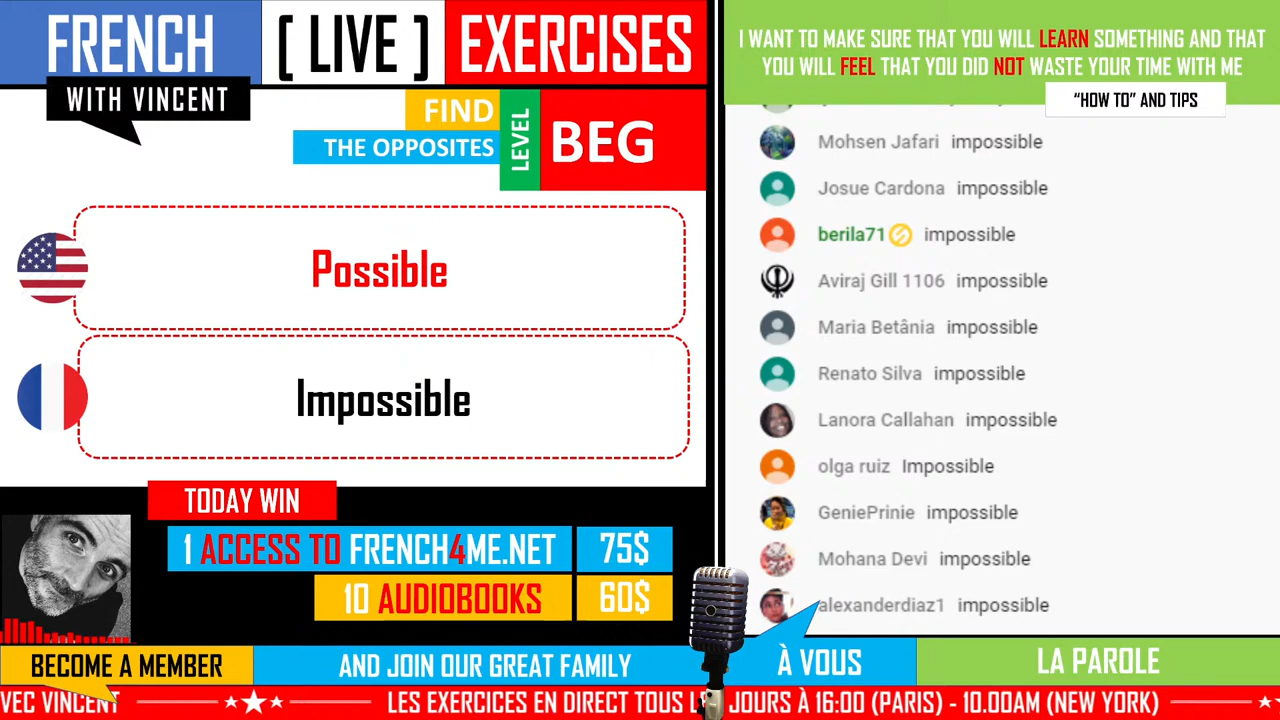 FRENCH
[ LIVE ]
EXERCISES
WITH VINCENT
FIND
THE OPPOSITES
LEVEL
BEG
Possible
Impossible
TODAY WIN
1 ACCESS TO FRENCH4ME.NET
75$
10 AUDIOBOOKS
60$
I WANT TO MAKE SURE THAT YOU WILL LEARN SOMETHING AND THAT
YOU WILL FEEL THAT YOU DID NOT WASTE YOUR TIME WITH ME
“HOW TO” AND TIPS
Mohsen Jafari impossible
Josue Cardona impossible
berila71 impossible
Aviraj Gill 1106 impossible
Maria Betânia impossible
Renato Silva impossible
Lanora Callahan impossible
olga ruiz Impossible
GeniePrinie impossible
Mohana Devi impossible
alexanderdiaz1 impossible
BECOME A MEMBER
AND JOIN OUR GREAT FAMILY
À VOUS
LA PAROLE
VEC VINCENT
LES EXERCICES EN DIRECT TOUS LES JOURS À 16:00 (PARIS) - 10.00AM (NEW YORK)